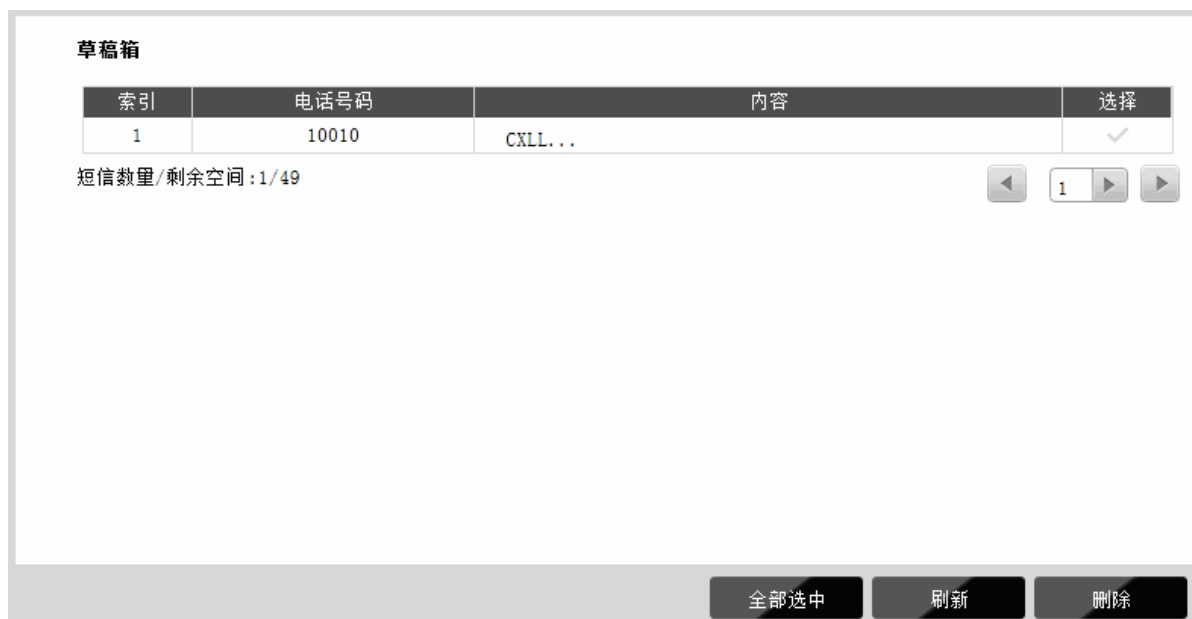 草稿箱
索引 电话号码 内容 选择
1 10010 CXLL...
短信数量/剩余空间:1/49
1
全部选中 刷新 删除